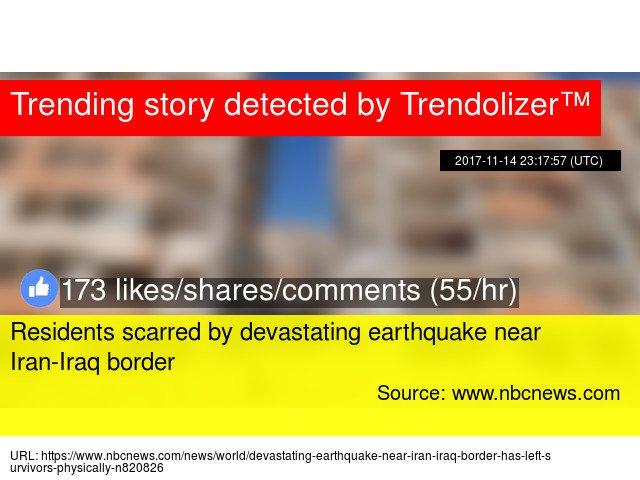 Trending story detected by Trendolizer™
2017-11-14 23:17:57 (UTC)
173 likes/shares/comments (55/hr)
Residents scarred by devastating earthquake near
Iran-Iraq border
Source: www.nbcnews.com
URL: https://www.nbcnews.com/news/world/devastating-earthquake-near-iran-iraq-border-has-left-s
urvivors-physically-n820826